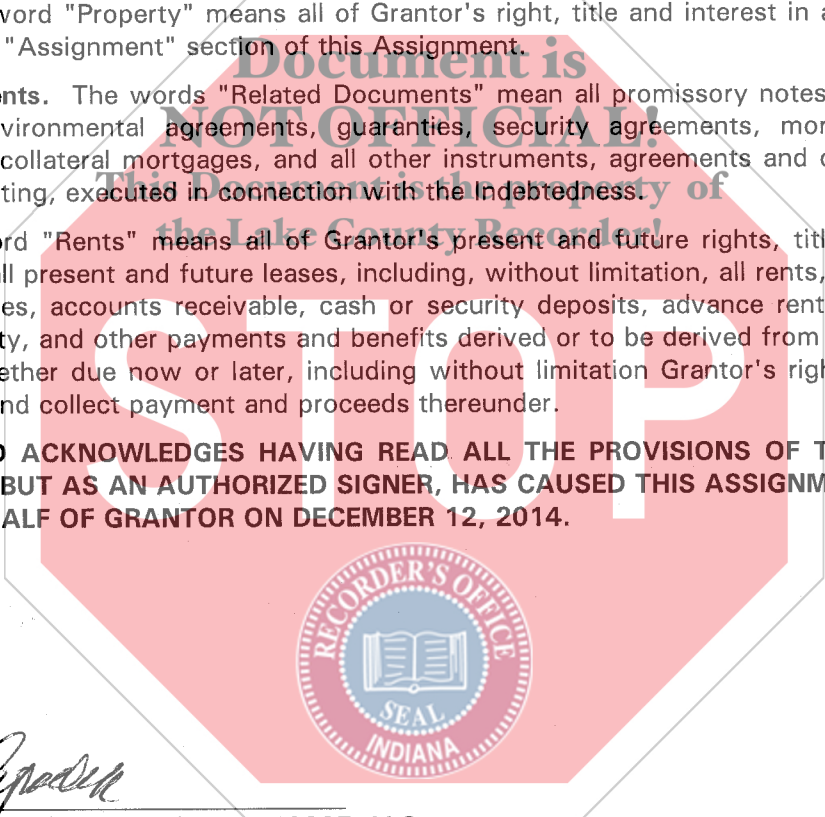 word "Property" means all of Grantor's right, title and interest in a
"Assignment" section of this Assignment.
Document is
nts. The words "Related Documents" mean all promissory notes
NOT OFFICIAL!
vironmental agreements, guaranties, security agreements, mor
collateral mortgages, and all other instruments, agreements and
This Document is the property of
ting, executed in connection with the Indebtedness.
the Lake County Recorder!
rd "Rents" means all of Grantor's present and future rights, titl
ll present and future leases, including, without limitation, all rents,
es, accounts receivable, cash or security deposits, advance rent
ty, and other payments and benefits derived or to be derived from
ether due now or later, including without limitation Grantor's righ
nd collect payment and proceeds thereunder.
STOP
ACKNOWLEDGES HAVING READ ALL THE PROVISIONS OF T
BUT AS AN AUTHORIZED SIGNER, HAS CAUSED THIS ASSIGNM
ALF OF GRANTOR ON DECEMBER 12, 2014.
RECORDER'S OFFICE
SEAL
INDIANA